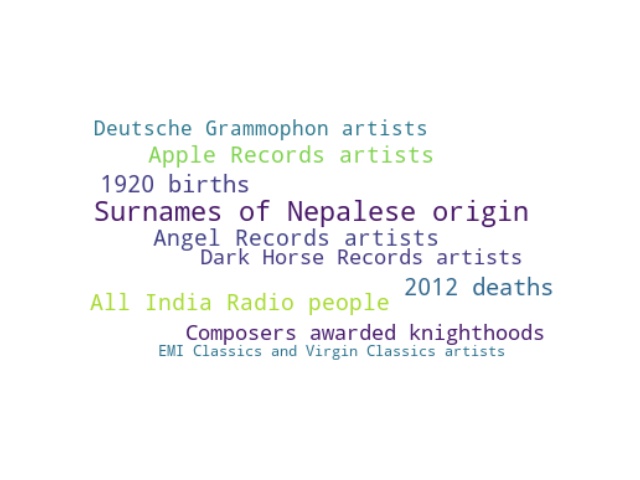 Deutsche Grammophon artists
Apple Records artists
1920 births
Surnames of Nepalese origin
Angel Records artists
Dark Horse Records artists
2012 deaths
All India Radio people
Composers awarded knighthoods
EMI Classics and Virgin Classics artists